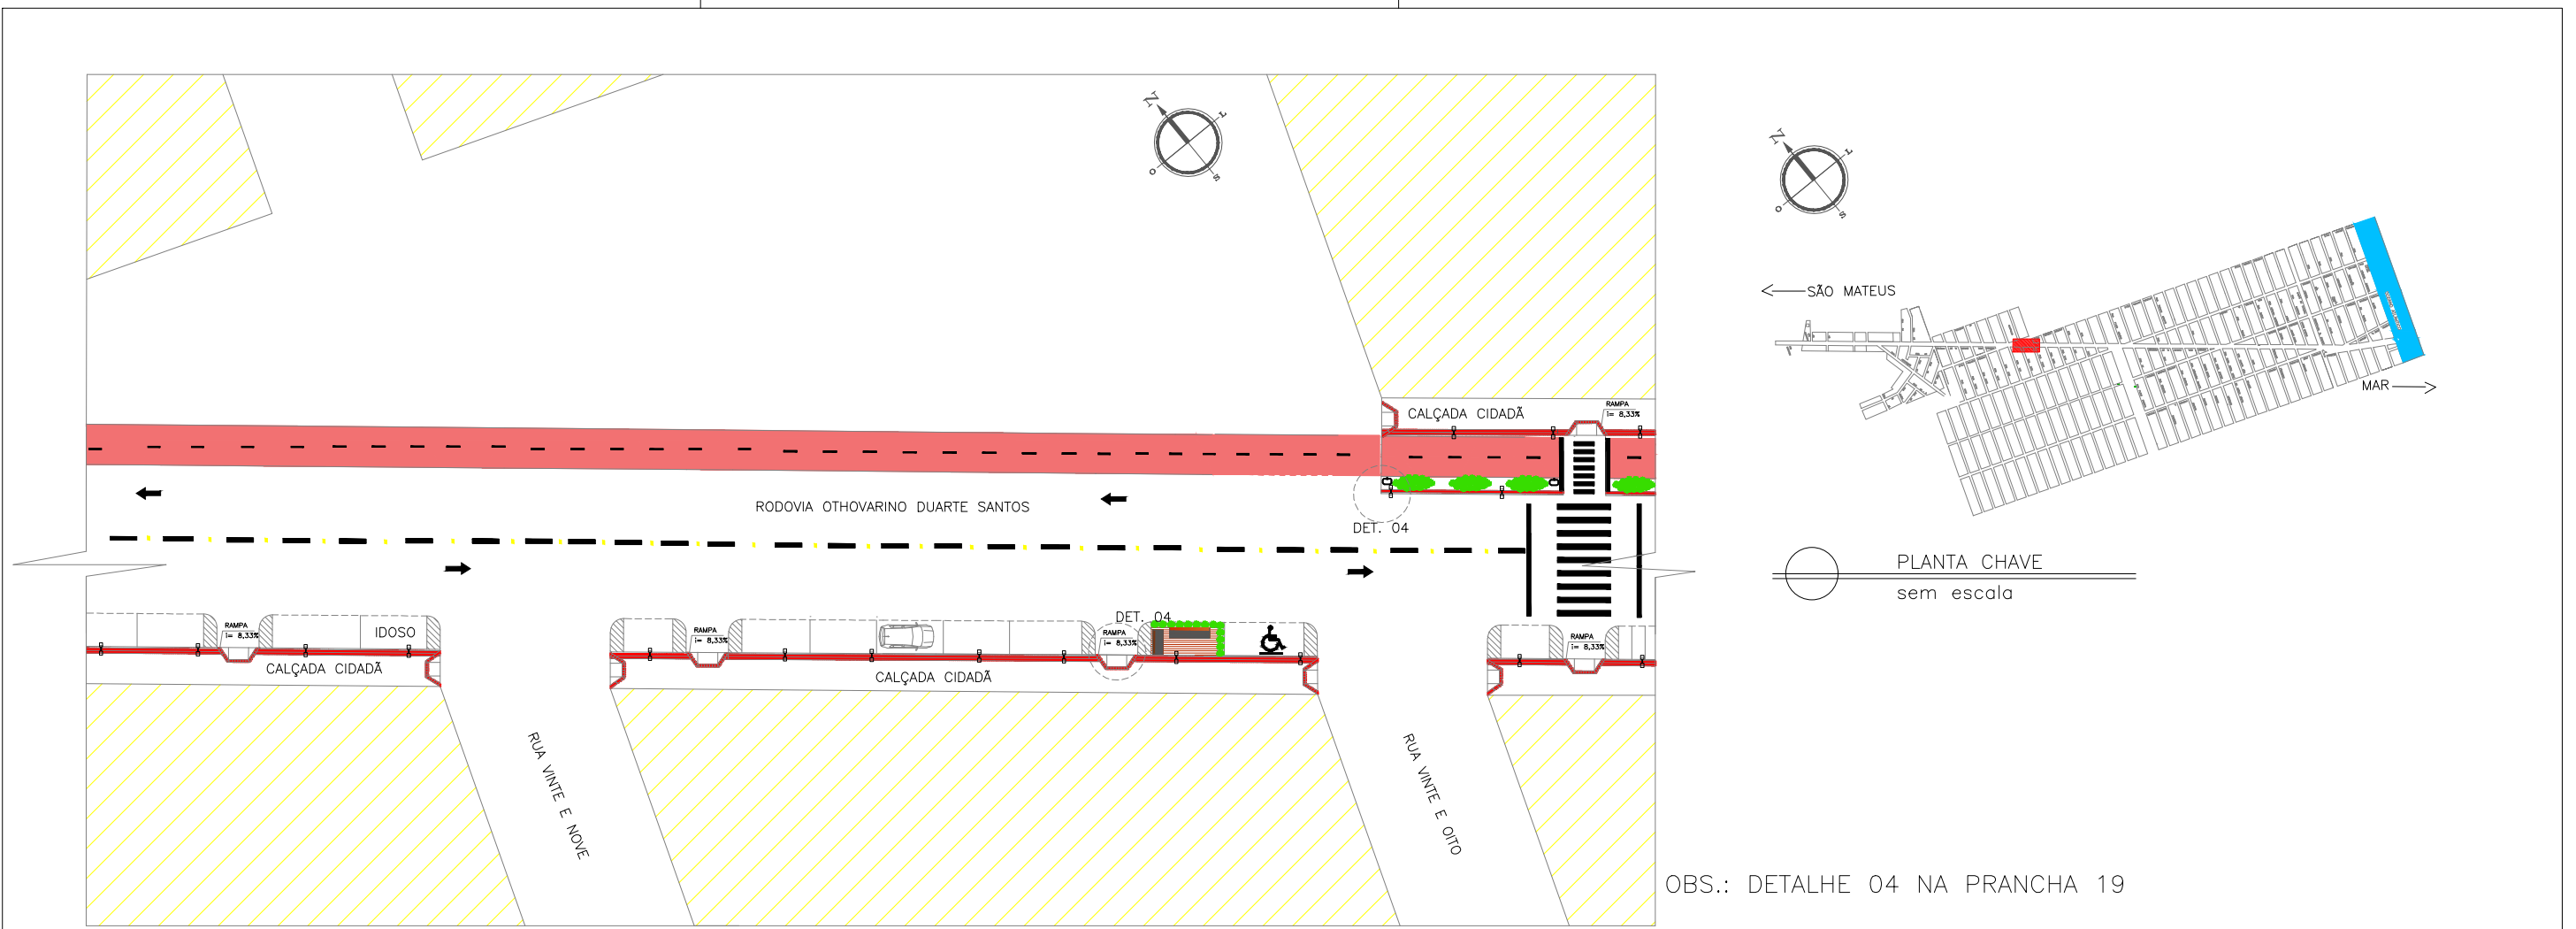 N
L
O
S
CALÇADA CIDADÃ
RAMPA
i= 8,33%
RODOVIA OTHOVARINO DUARTE SANTOS
DET. 04
DET. 04
RAMPA
i= 8,33%
IDOSO
CALÇADA CIDADÃ
RAMPA
i= 8,33%
RAMPA
i= 8,33%
CALÇADA CIDADÃ
RAMPA
i= 8,33%
RUA VINTE E NOVE
RUA VINTE E OITO
N
L
O
S
SÃO MATEUS
MAR
PLANTA CHAVE
sem escala
OBS.: DETALHE 04 NA PRANCHA 19